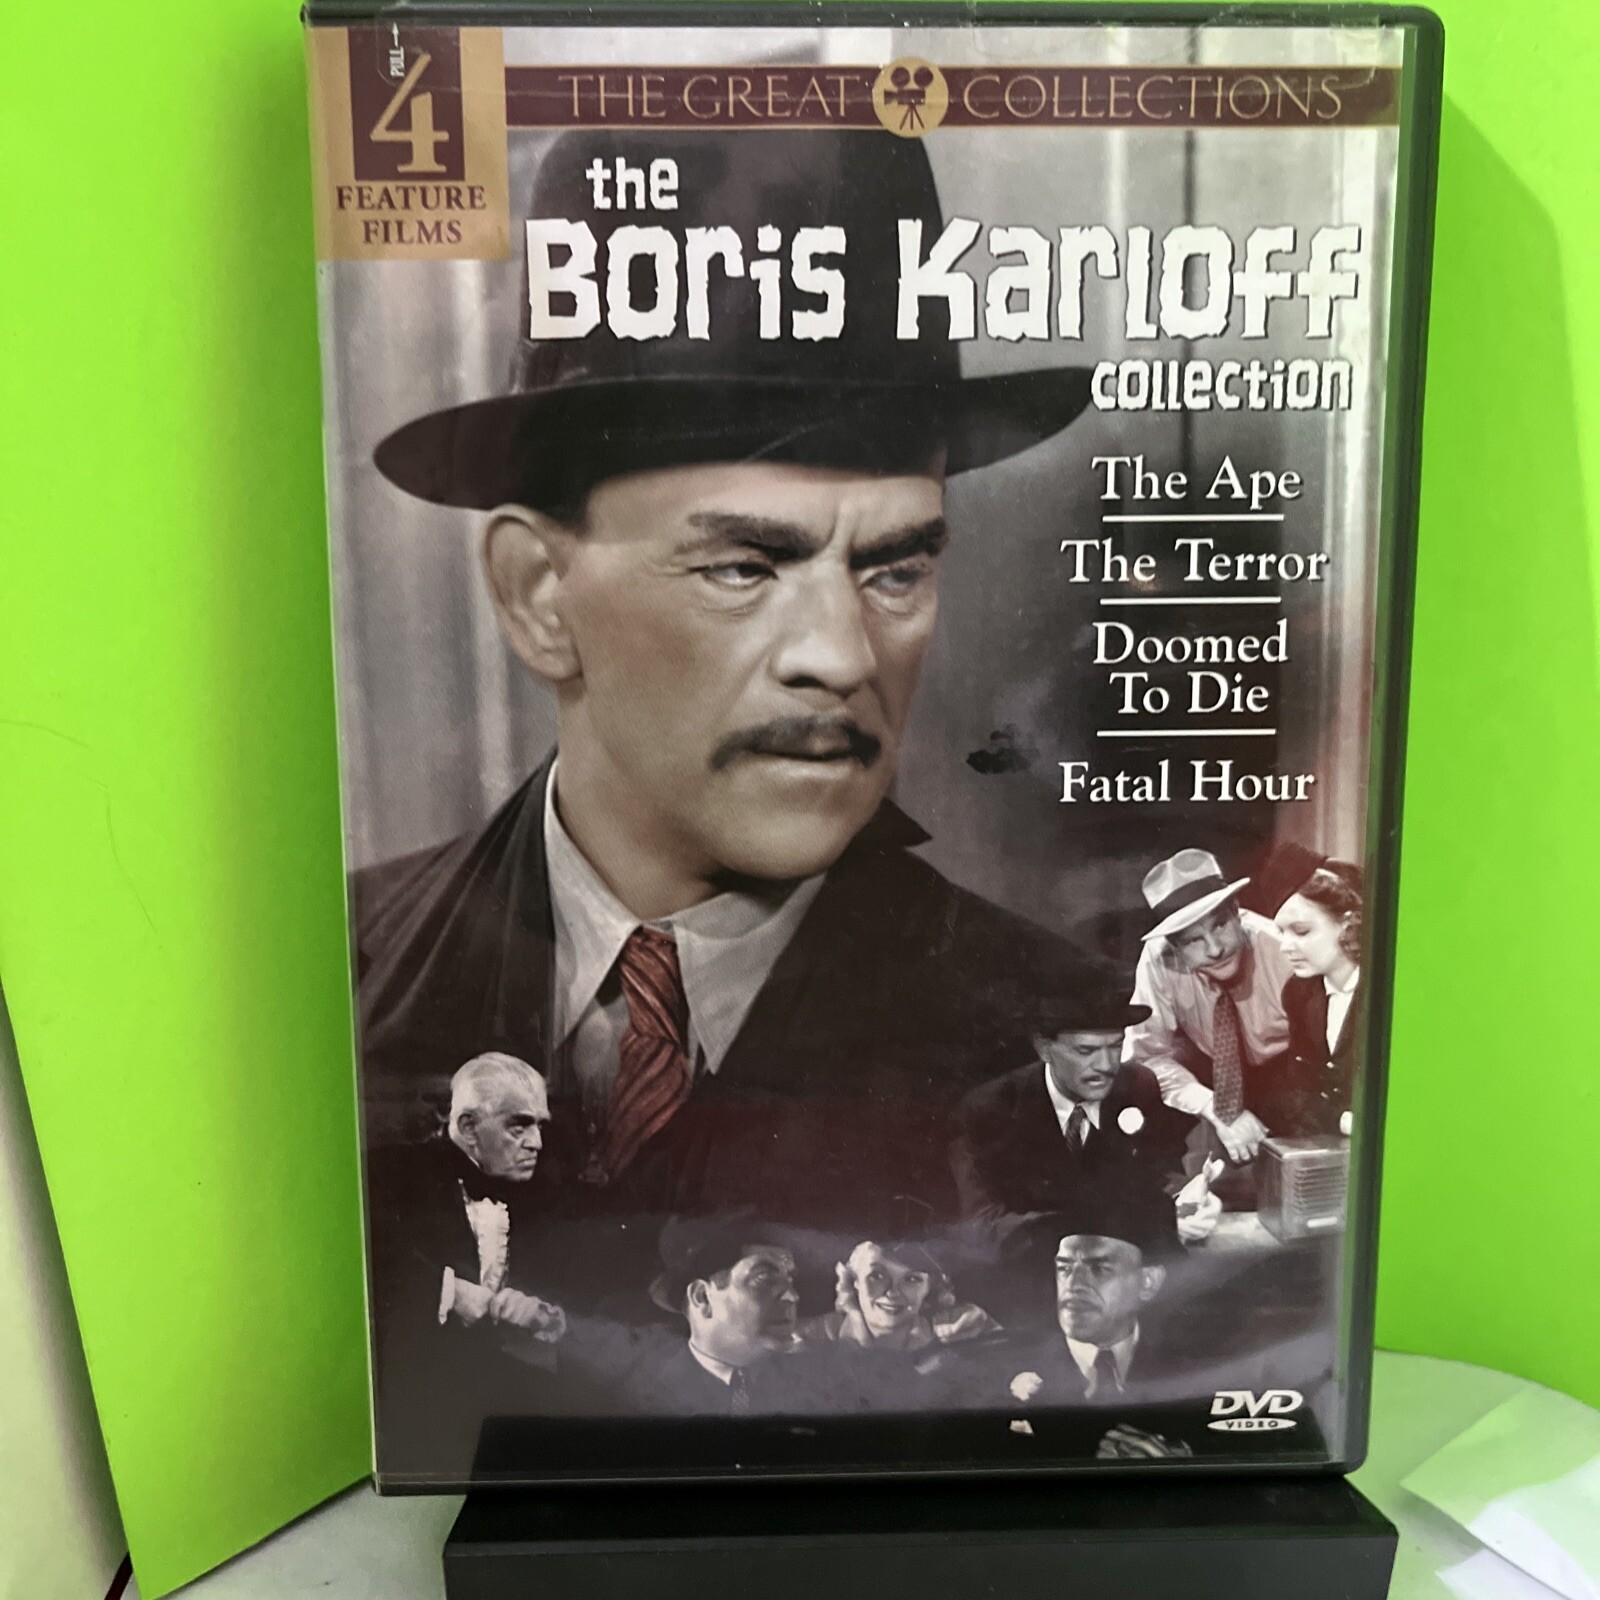 PULL→
4
FEATURE
FILMS
THE GREAT COLLECTIONS
the
Boris Karloff
collection
The Ape
The Terror
Doomed
To Die
Fatal Hour
DVD
VIDEO